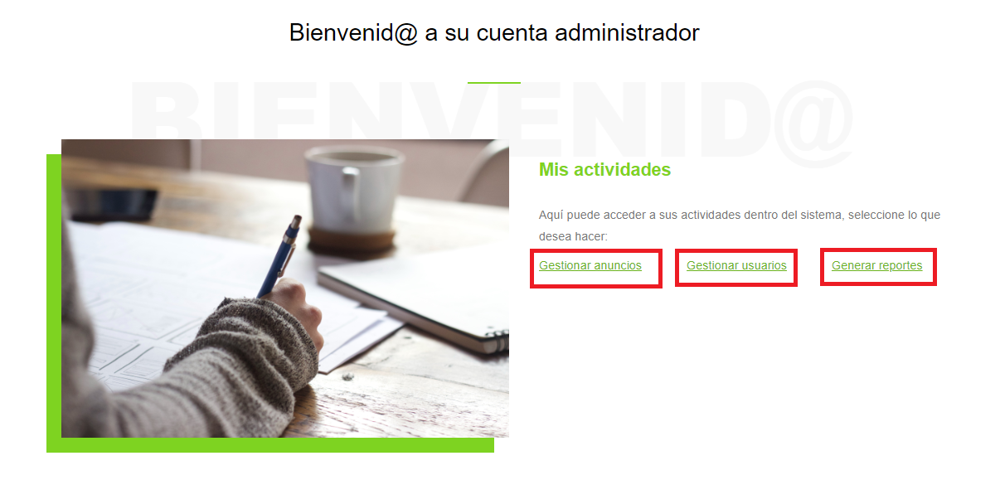 Bienvenid@ a su cuenta administrador
BIENVENID@
Mis actividades
Aquí puede acceder a sus actividades dentro del sistema, seleccione lo que
desea hacer:
Gestionar anuncios Gestionar usuarios Generar reportes